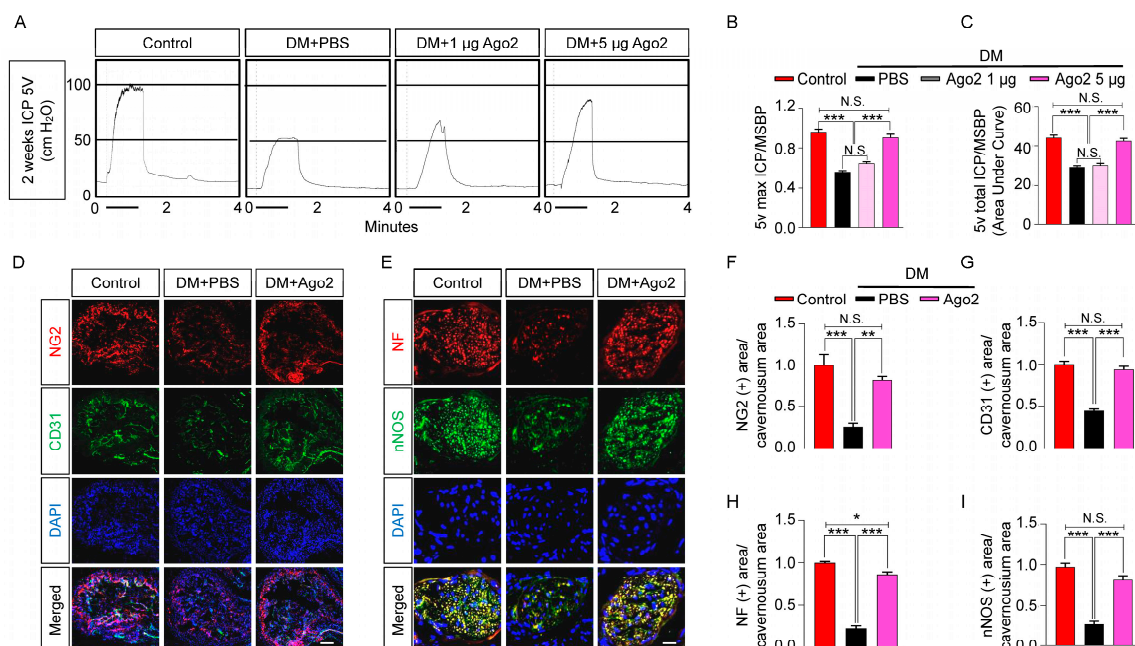 A
Control
DM+PBS
DM+1 µg Ago2
DM+5 µg Ago2
2 weeks ICP 5V
(cm H₂O)
100
50
0
0 2 4
0 2 4
0 2 4
0 2 4
Minutes
B
C
DM
Control PBS Ago2 1 µg Ago2 5 µg
5v max ICP/MSBP
1.2
0.8
0.4
0.0
N.S.
*** ***
N.S.
5v total ICP/MSBP
(Area Under Curve)
60
40
20
0
N.S.
*** ***
N.S.
D
Control
DM+PBS
DM+Ago2
NG2
CD31
DAPI
Merged
E
Control
DM+PBS
DM+Ago2
NF
nNOS
DAPI
Merged
F
G
DM
Control PBS Ago2
NG2 (+) area/
cavernousum area
1.5
1.0
0.5
0.0
N.S.
*** **
CD31 (+) area/
cavernousum area
1.5
1.0
0.5
0.0
N.S.
*** ***
H
NF (+) area/
cavernousum area
1.5
1.0
0.5
0.0
*
*** ***
I
nNOS (+) area/
cavernousum area
1.5
1.0
0.5
0.0
N.S.
*** ***